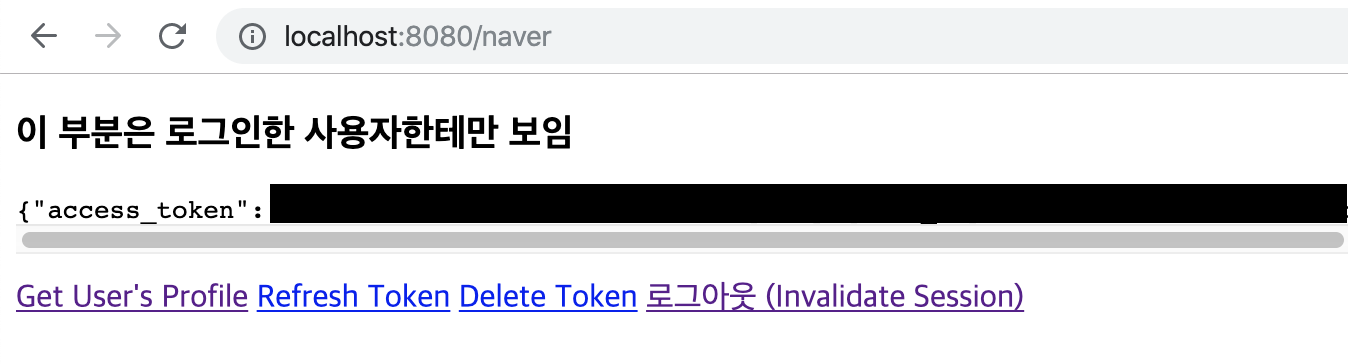 localhost:8080/naver
이 부분은 로그인한 사용자한테만 보임
{"access_token":
Get User's Profile Refresh Token Delete Token 로그아웃 (Invalidate Session)